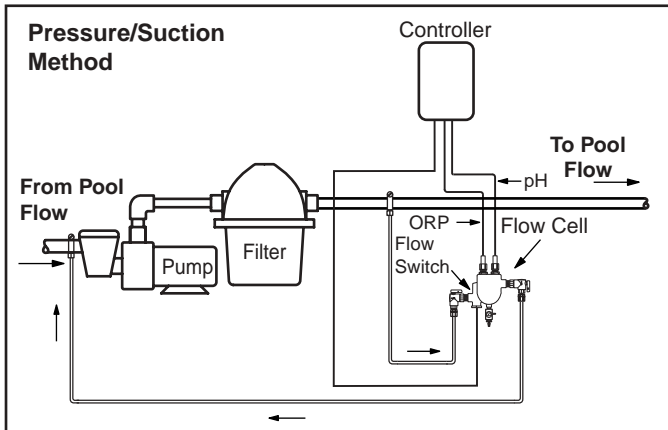 Pressure/Suction
Method
Controller
To Pool
Flow
pH
From Pool
Flow
ORP
Flow Cell
Flow
Switch
Pump
Filter